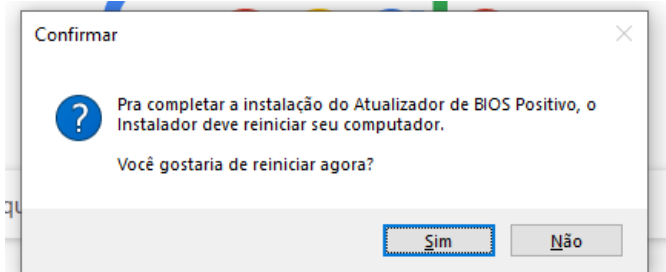 Confirmar
Pra completar a instalação do Atualizador de BIOS Positivo, o
Instalador deve reiniciar seu computador.
Você gostaria de reiniciar agora?
qu
Sim
Não